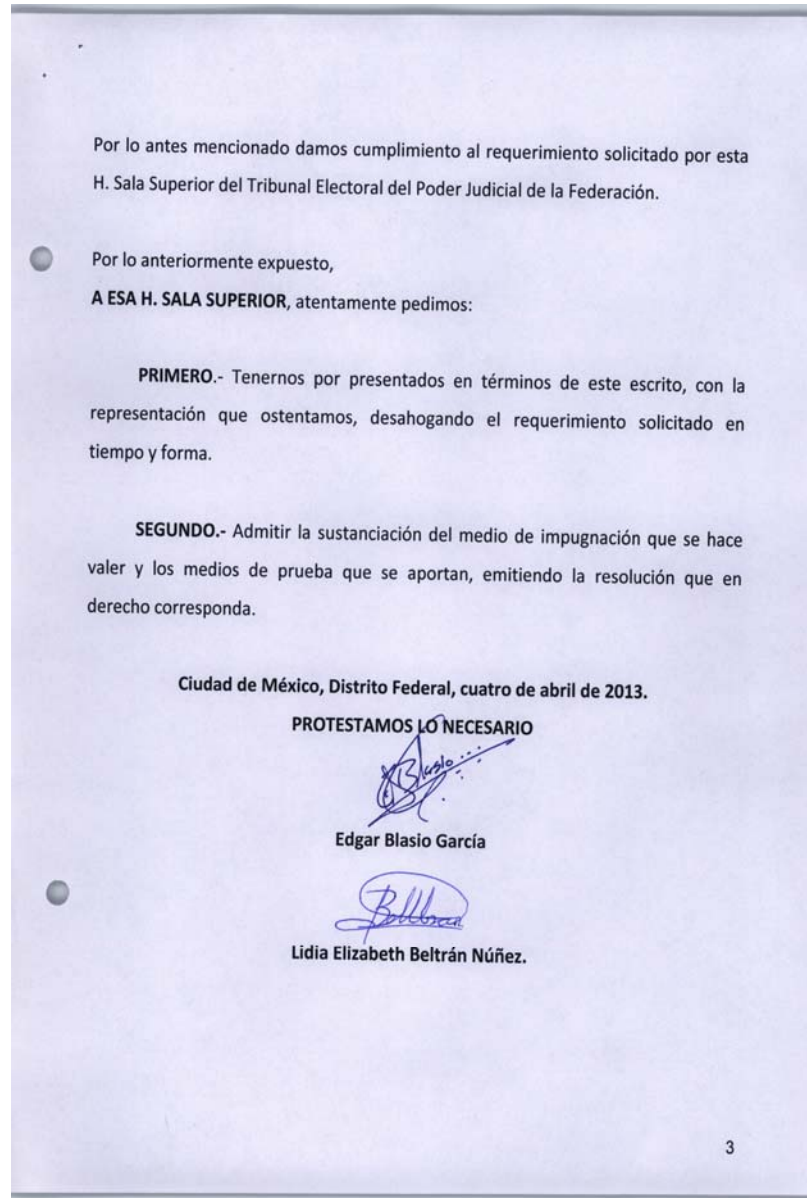 Por lo antes mencionado damos cumplimiento al requerimiento solicitado por esta
H. Sala Superior del Tribunal Electoral del Poder Judicial de la Federación.
Por lo anteriormente expuesto,
A ESA H. SALA SUPERIOR, atentamente pedimos:
PRIMERO.- Tenernos por presentados en términos de este escrito, con la
representación que ostentamos, desahogando el requerimiento solicitado en
tiempo y forma.
SEGUNDO.- Admitir la sustanciación del medio de impugnación que se hace
valer y los medios de prueba que se aportan, emitiendo la resolución que en
derecho corresponda.
Ciudad de México, Distrito Federal, cuatro de abril de 2013.
PROTESTAMOS LO NECESARIO
Blasio
Edgar Blasio García
Lidia Elizabeth Beltrán Núñez.
3